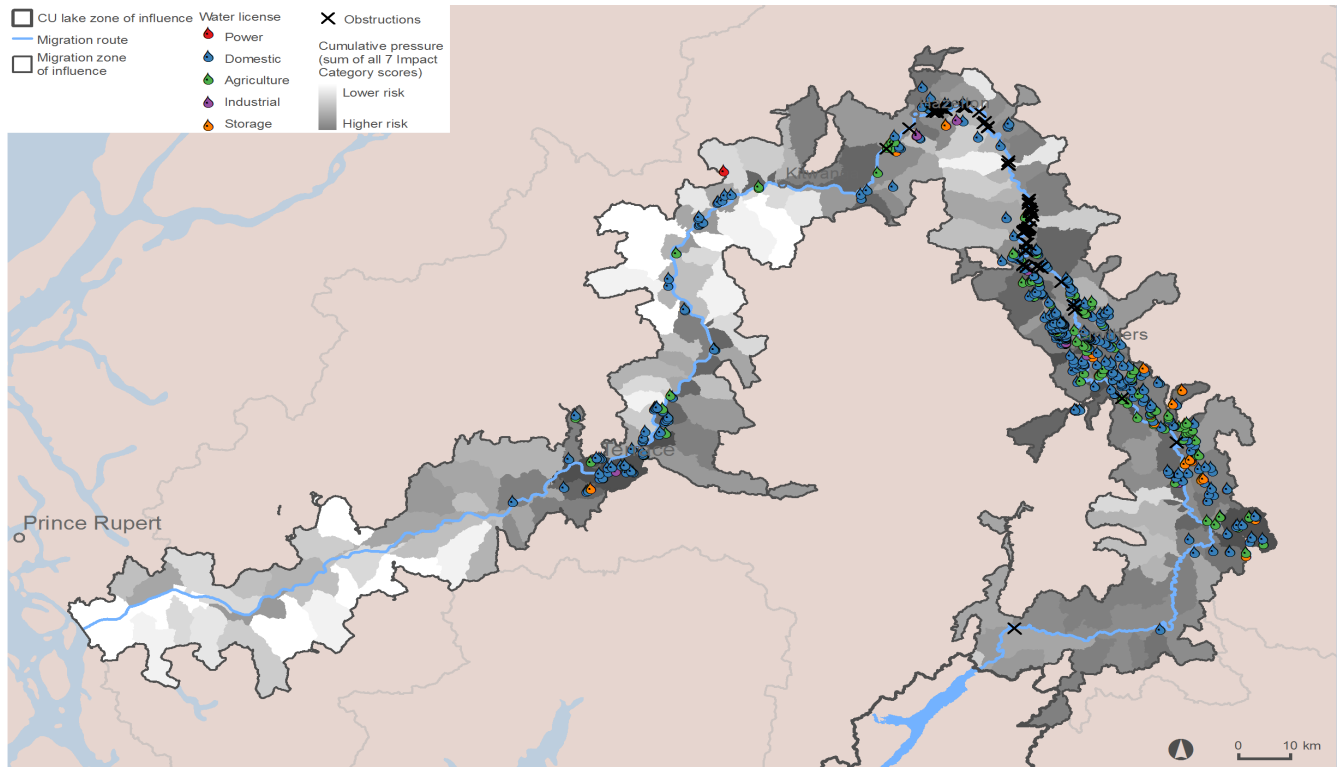 CU lake zone of influence
Migration route
Migration zone
of influence
Water license
Power
Domestic
Agriculture
Industrial
Storage
Obstructions
Cumulative pressure
(sum of all 7 Impact
Category scores)
Lower risk
Higher risk
Terrace
Prince Rupert
0 10 km